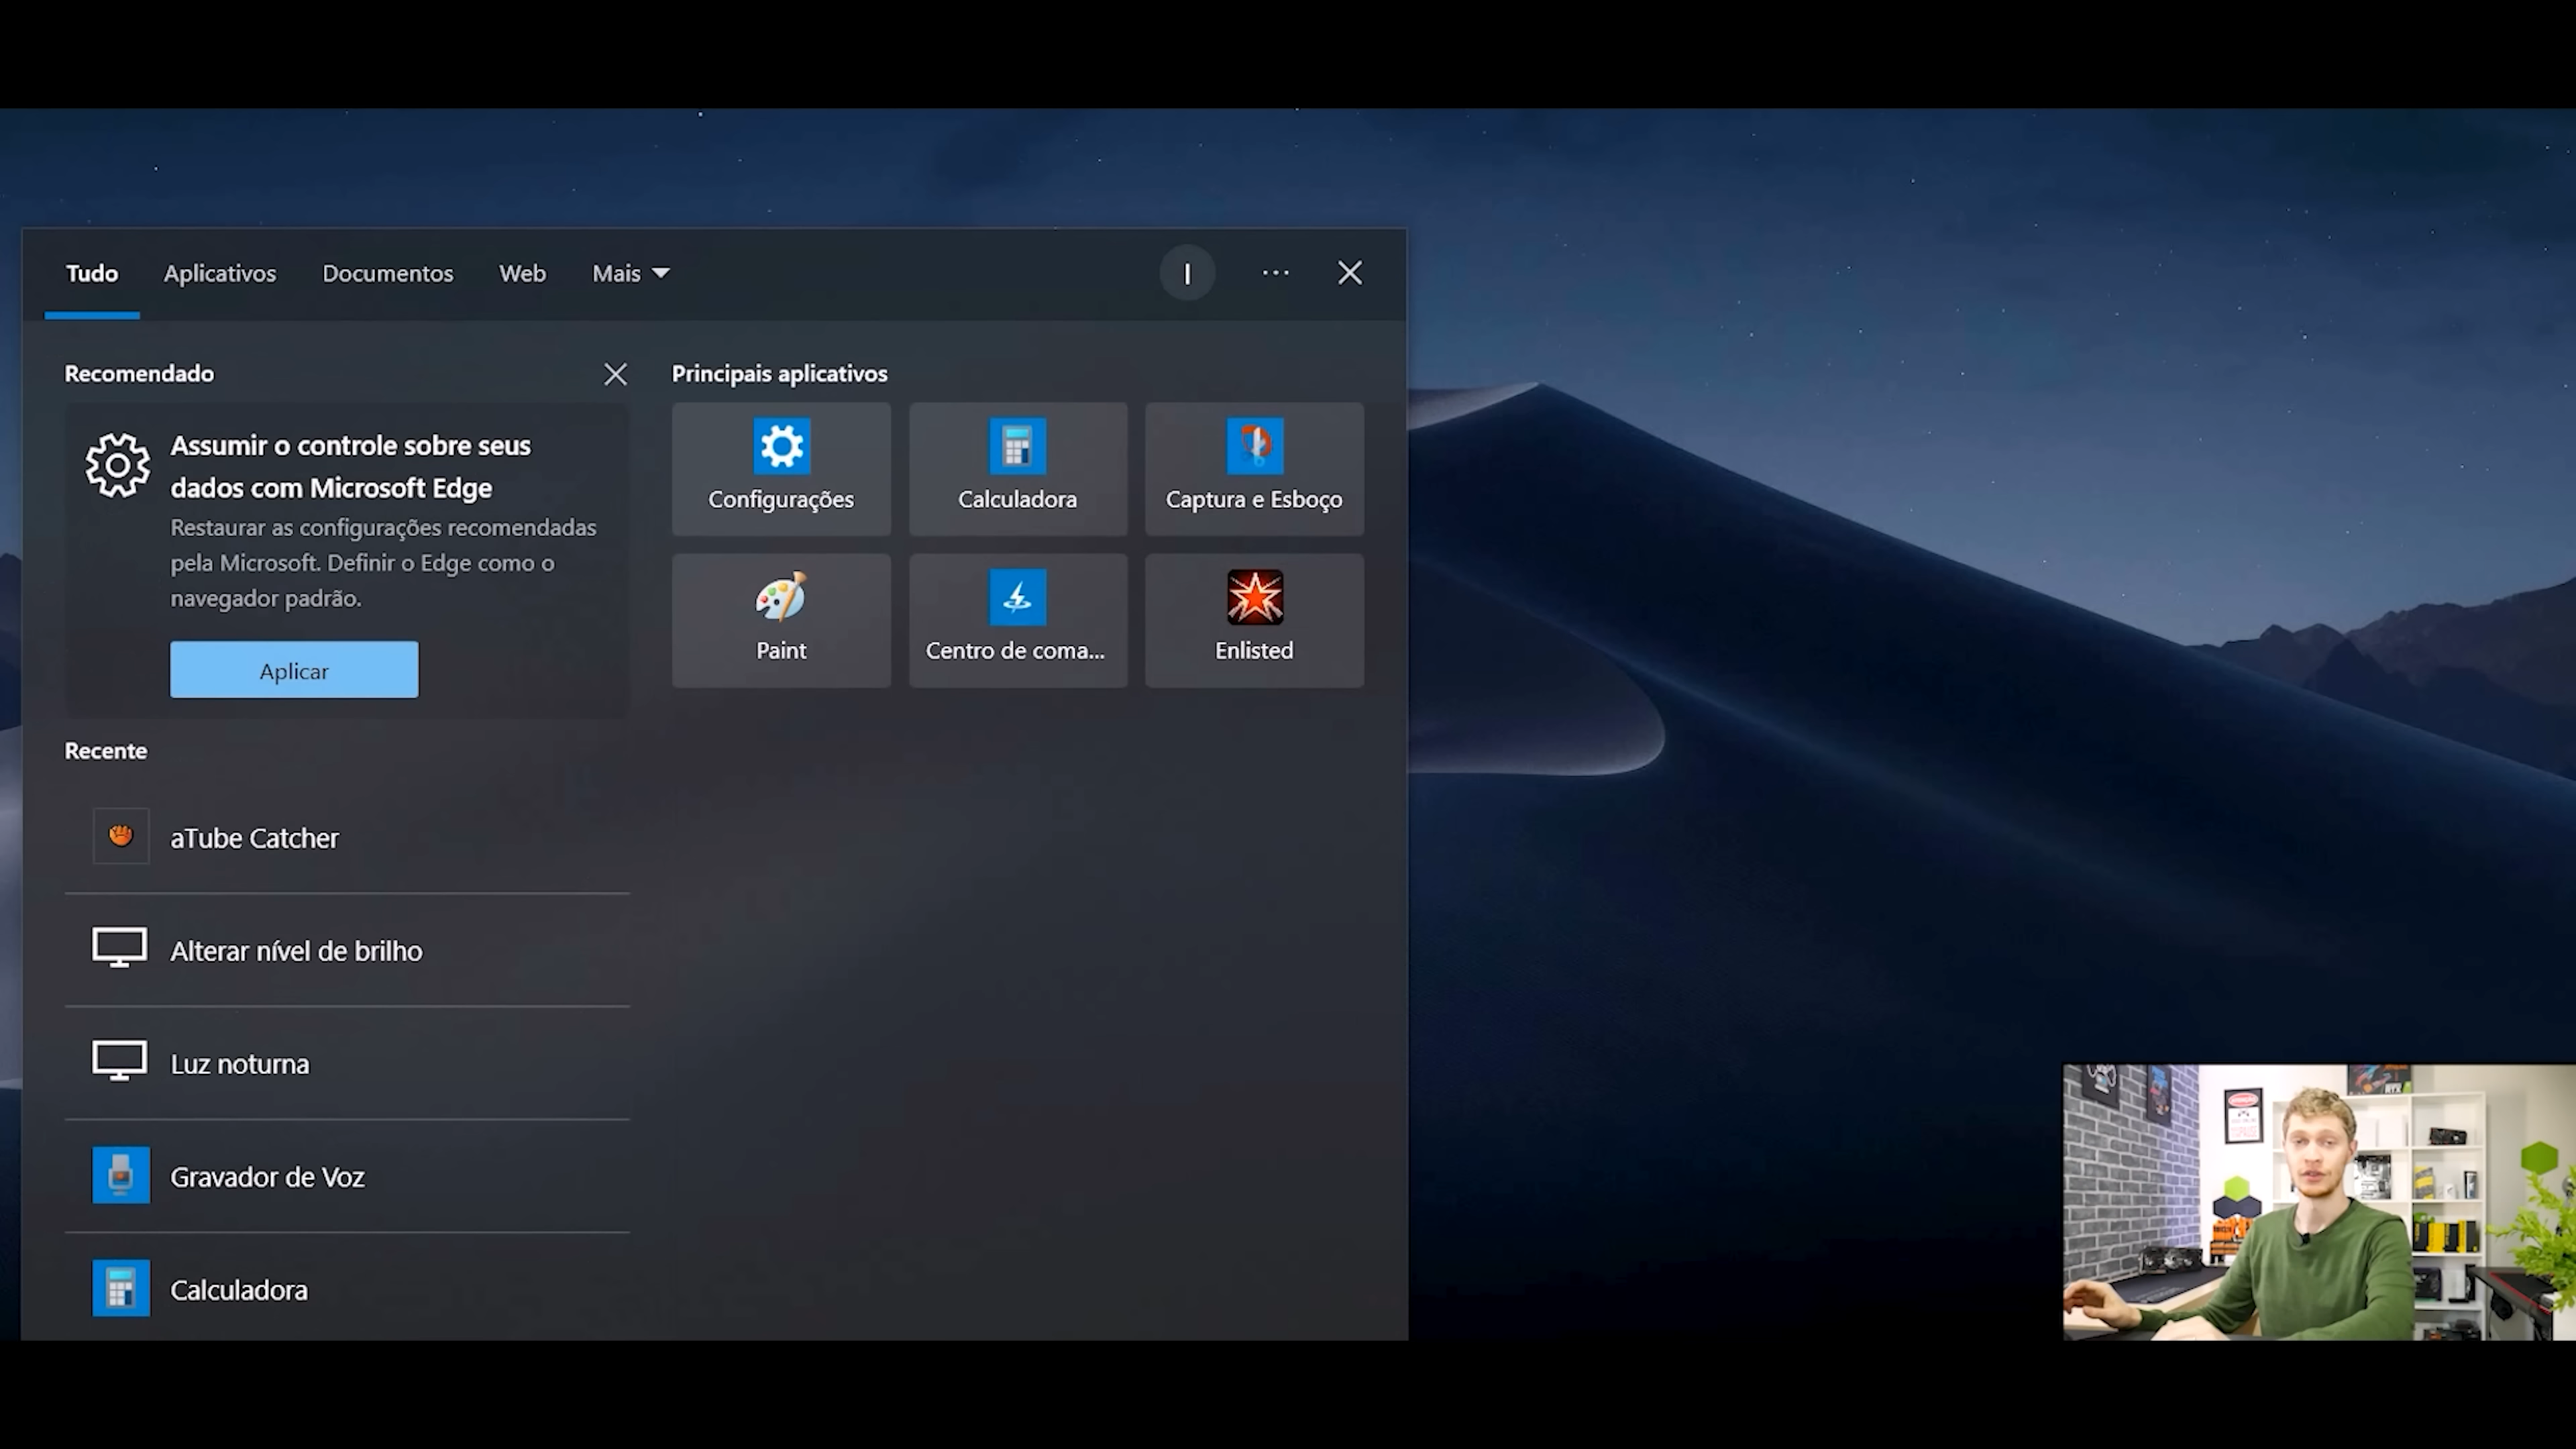 Tudo
Aplicativos
Documentos
Web
Mais
I
Recomendado
Assumir o controle sobre seus
dados com Microsoft Edge
Restaurar as configurações recomendadas
pela Microsoft. Definir o Edge como o
navegador padrão.
Aplicar
Principais aplicativos
Configurações
Calculadora
Captura e Esboço
Paint
Centro de coma...
Enlisted
Recente
aTube Catcher
Alterar nível de brilho
Luz noturna
Gravador de Voz
Calculadora